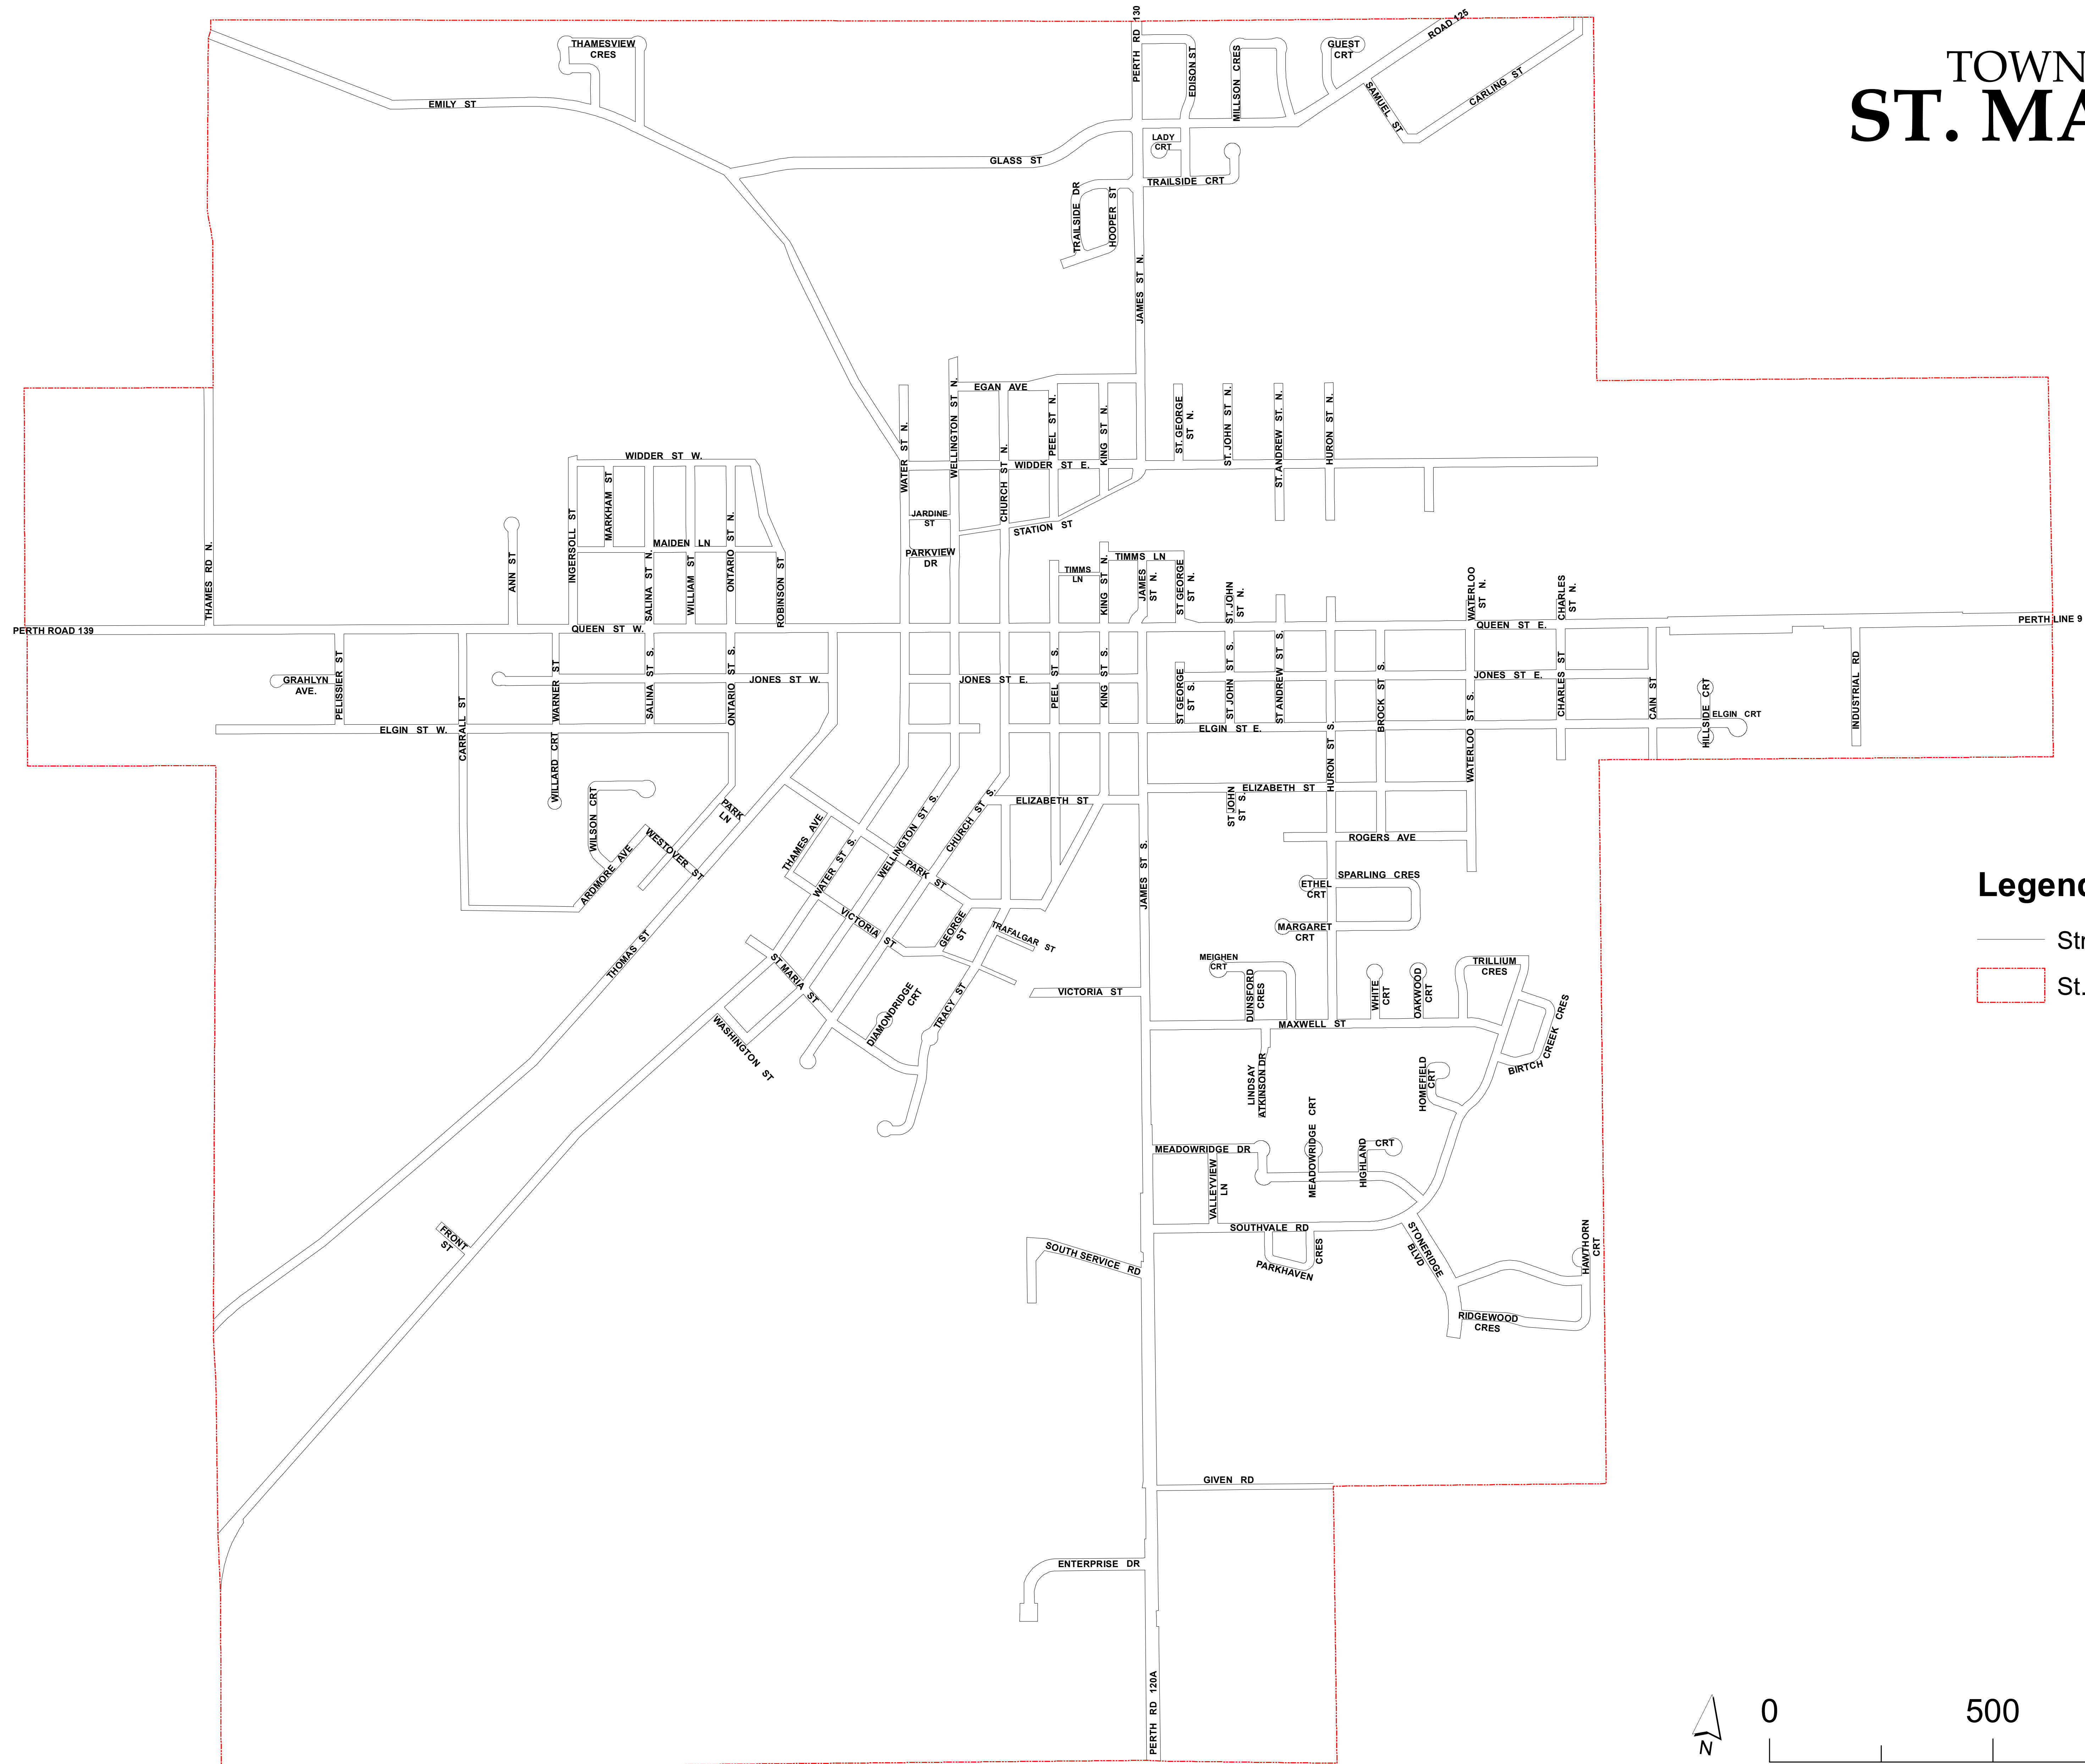 TOWN
ST. MA
PERTH RD 130
ROAD 125
THAMESVIEW
CRES
GUEST
CRT
EDISON ST
MILLSON CRES
SAMUEL ST
CARLING ST
EMILY ST
LADY
CRT
GLASS ST
TRAILSIDE CRT
TRAILSIDE DR
HOOPER ST
JAMES ST N.
EGAN AVE
WATER ST N.
WELLINGTON ST N.
CHURCH ST N.
PEEL ST N.
KING ST N.
ST. GEORGE
ST N.
ST. JOHN ST N.
ST. ANDREW ST. N.
HURON ST N.
WIDDER ST W.
WIDDER ST E.
MARKHAM ST
INGERSOLL ST
JARDINE
ST
STATION ST
MAIDEN LN
PARKVIEW
DR
THAMES RD N.
ANN ST
SALINA ST N.
WILLIAM ST
ONTARIO ST N.
ROBINSON ST
TIMMS LN
TIMMS
LN
KING ST N.
JAMES
ST N.
ST GEORGE
ST N.
ST. JOHN
ST N.
WATERLOO
ST N.
CHARLES
ST N.
PERTH ROAD 139
QUEEN ST W.
QUEEN ST E.
PERTH LINE 9
GRAHLYN
AVE.
PELISSIER ST
CARRALL ST
WARNER ST
SALINA ST S.
ONTARIO ST S.
JONES ST W.
JONES ST E.
PEEL ST S.
KING ST S.
ST GEORGE
ST S.
ST JOHN ST S.
ST ANDREW ST S.
BROCK ST S.
WATERLOO ST S.
JONES ST E.
CHARLES ST
CAIN ST
HILLSIDE CRT
ELGIN CRT
INDUSTRIAL RD
ELGIN ST W.
ELGIN ST E.
HURON ST S.
WILLARD CRT
WILSON CRT
PARK
LN
ELIZABETH ST
ELIZABETH ST
ST JOHN
ST S.
WESTOVER ST
ARDMORE AVE
THAMES AVE
WATER ST S.
WELLINGTON ST S.
CHURCH ST S.
PARK ST
ROGERS AVE
JAMES ST S.
ETHEL
CRT
SPARLING CRES
MARGARET
CRT
Legend
Str
St.
VICTORIA ST
GEORGE
ST
TRAFALGAR ST
THOMAS ST
ST MARIA ST
DIAMONDRIDGE
CRT
TRACY ST
VICTORIA ST
WASHINGTON ST
MEIGHEN
CRT
DUNSFORD
CRES
WHITE
CRT
OAKWOOD
CRT
TRILLIUM
CRES
MAXWELL ST
BIRTCH CREEK CRES
LINDSAY
ATKINSON DR
HOMEFIELD
CRT
MEADOWRIDGE DR
MEADOWRIDGE CRT
HIGHLAND CRT
VALLEYVIEW
LN
SOUTHVALE RD
PARKHAVEN CRES
STONERIDGE
BLVD
HAWTHORN
CRT
RIDGEWOOD
CRES
FRONT
ST
SOUTH SERVICE RD
GIVEN RD
ENTERPRISE DR
PERTH RD 120A
N
0 500